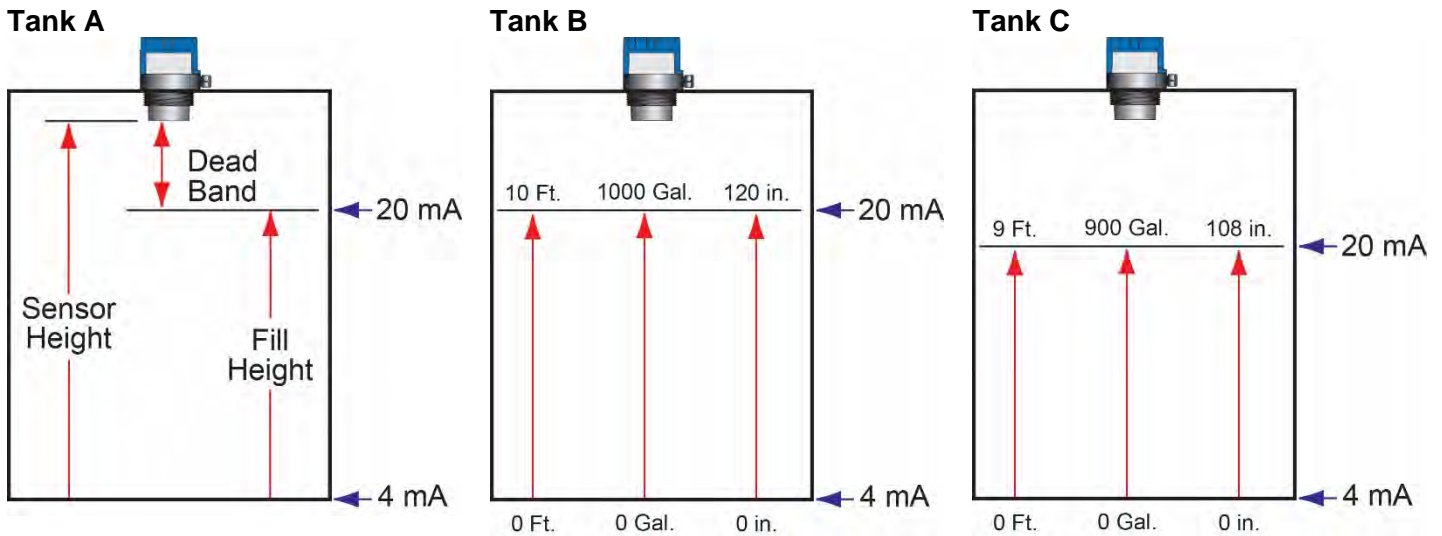 Tank A
Dead
Band
20 mA
Sensor
Height
Fill
Height
4 mA
Tank B
10 Ft. 1000 Gal. 120 in.
20 mA
4 mA
0 Ft. 0 Gal. 0 in.
Tank C
9 Ft. 900 Gal. 108 in.
20 mA
4 mA
0 Ft. 0 Gal. 0 in.